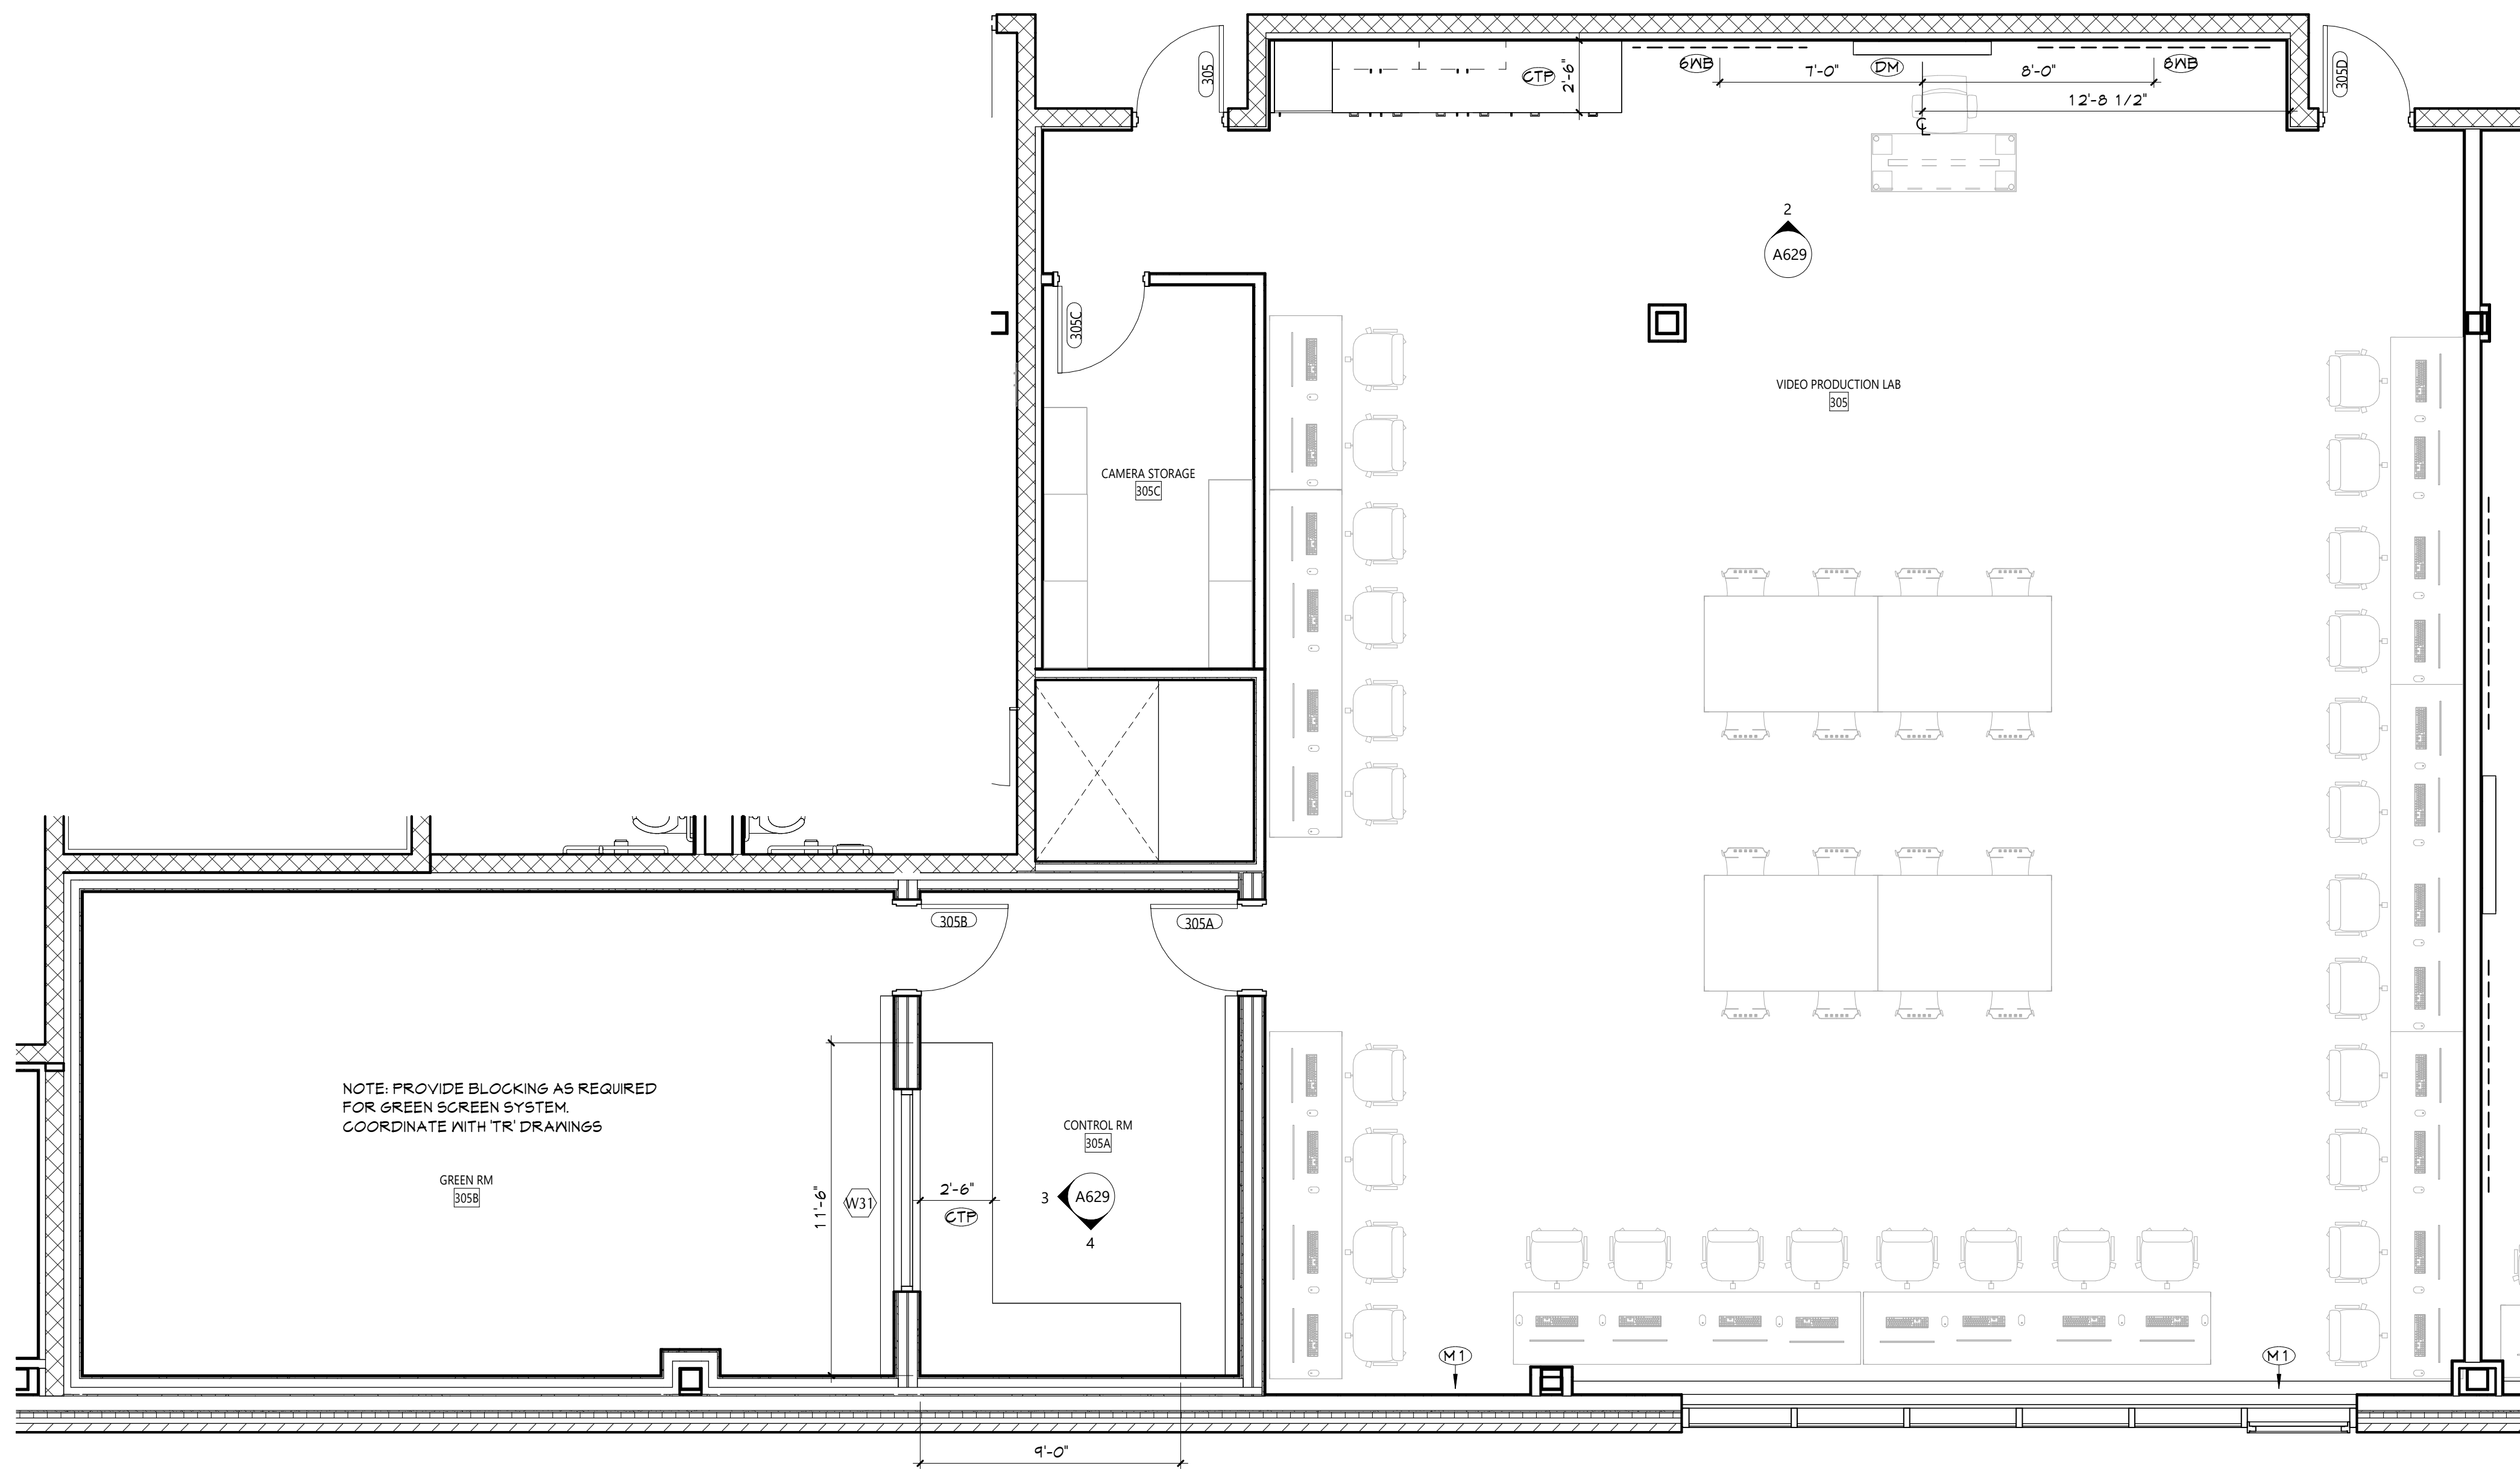 305
305D
6WB
7'-0"
DM
8'-0"
8WB
CTP
2'-6"
12'-8 1/2"
CL
2
A629
305C
VIDEO PRODUCTION LAB
305
CAMERA STORAGE
305C
305B
305A
NOTE: PROVIDE BLOCKING AS REQUIRED
FOR GREEN SCREEN SYSTEM.
COORDINATE WITH 'TR' DRAWINGS
CONTROL RM
305A
GREEN RM
305B
11'-6"
W31
2'-6"
CTP
3
A629
4
M1
M1
9'-0"